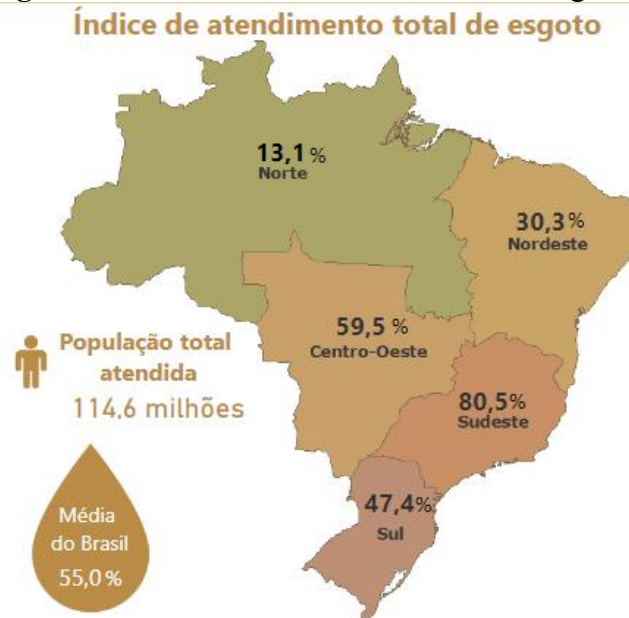 Índice de atendimento total de esgoto
13,1 %
Norte
30,3 %
Nordeste
59,5 %
Centro-Oeste
80,5%
Sudeste
47,4%
Sul
População total
atendida
114,6 milhões
Média
do Brasil
55,0 %